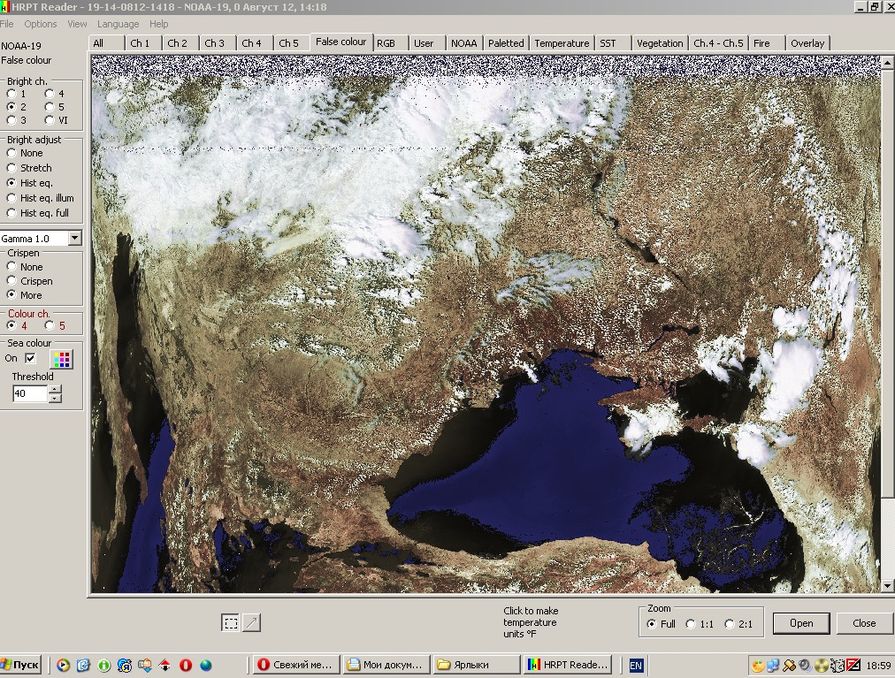 HRPT Reader - 19-14-0812-1418 - NOAA-19, 0 Август 12, 14:18
File Options View Language Help
NOAA-19
False colour
All Ch 1 Ch 2 Ch 3 Ch 4 Ch 5 False colour RGB User NOAA Paletted Temperature SST Vegetation Ch.4 - Ch.5 Fire Overlay
Bright ch.
1 4
2 5
3 VI
Bright adjust
None
Stretch
Hist eq.
Hist eq. illum
Hist eq. full
Gamma 1.0
Crispen
None
Crispen
More
Colour ch.
4 5
Sea colour
On
Threshold
40
Click to make
temperature
units °F
Zoom
Full 1:1 2:1
Open Close
Пуск
Свежий ме...
Мои докум...
Ярлыки
HRPT Reade...
EN
18:59